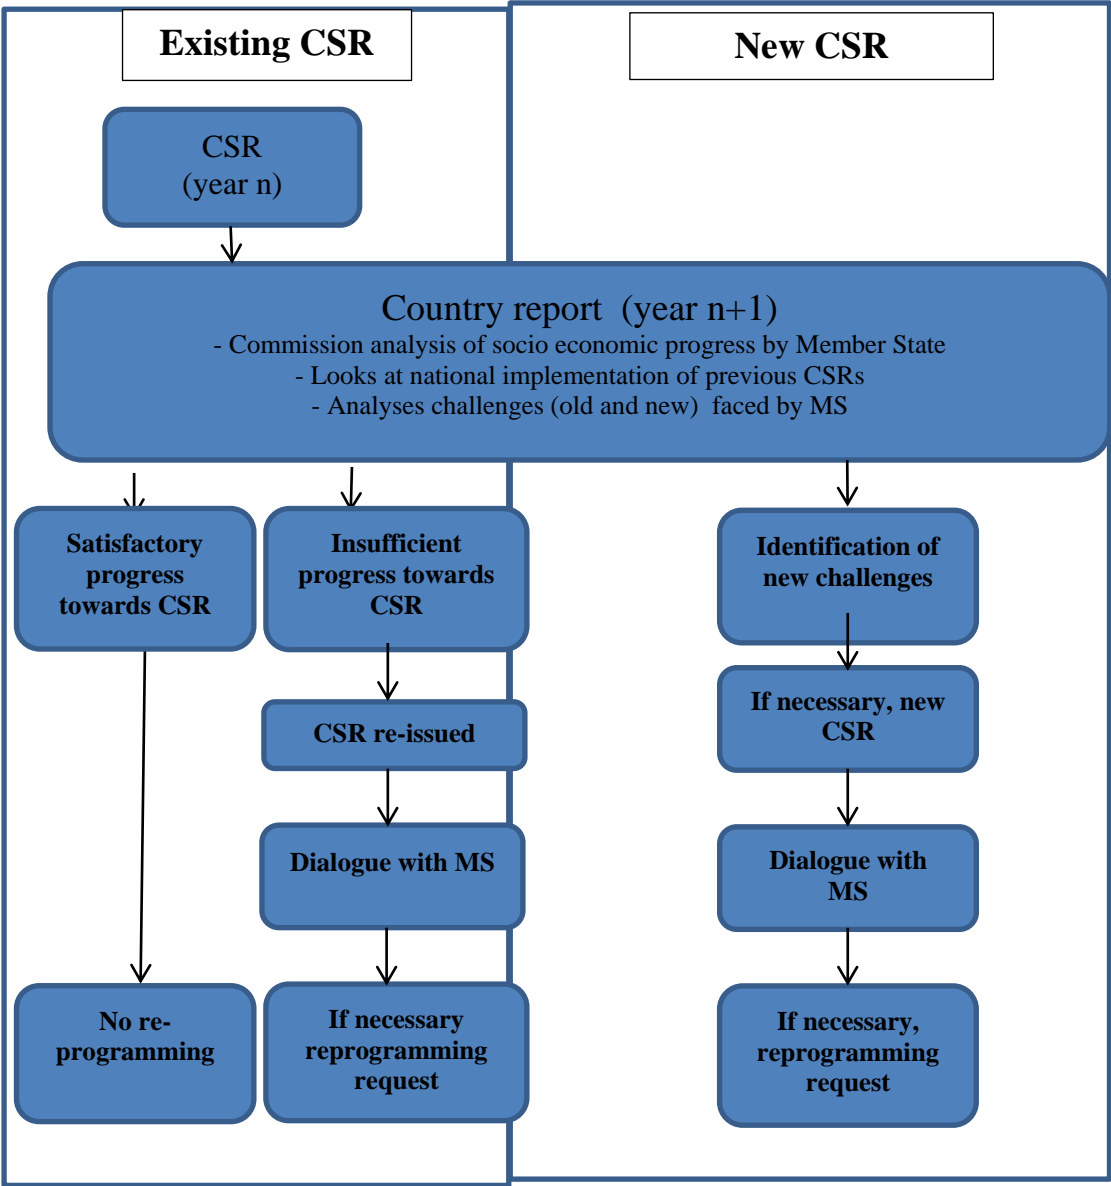 Existing CSR
New CSR
CSR
(year n)
Country report  (year n+1)
- Commission analysis of socio economic progress by Member State
- Looks at national implementation of previous CSRs
- Analyses challenges (old and new)  faced by MS
Satisfactory
progress
towards CSR
Insufficient
progress towards
CSR
Identification of
new challenges
CSR re-issued
If necessary, new
CSR
Dialogue with MS
Dialogue with
MS
No re-
programming
If necessary
reprogramming
request
If necessary,
reprogramming
request